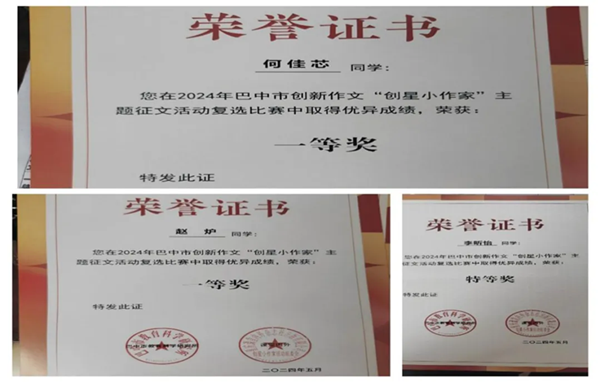 荣誉证书
何佳芯 同学:
您在2024年巴中市创新作文“创星小作家”主
题征文活动复选比赛中取得优异成绩,荣获:
一等奖
特发此证
荣誉证书
赵炉 同学:
您在2024年巴中市创新作文“创星小作家”主
题征文活动复选比赛中取得优异成绩,荣获:
一等奖
特发此证
二〇二四年五月
荣誉证书
同学:
您在2024年巴中市创新作文“创星小作家”主
题征文活动复选比赛中取得优异成绩,荣获:
特等奖
特发此证
二〇二四年五月